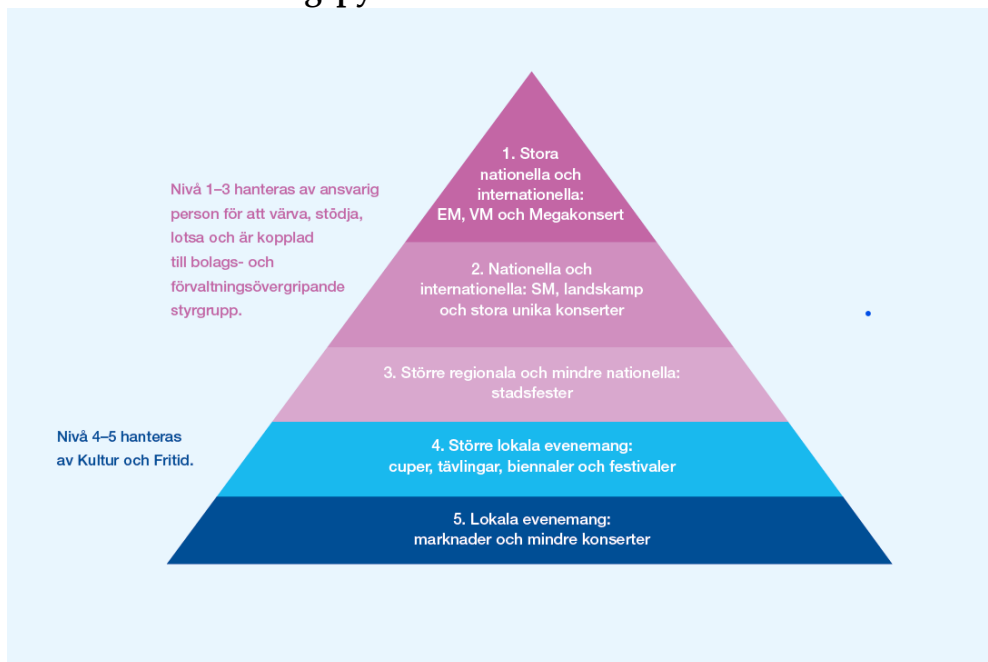 1. Stora
nationella och
internationella:
EM, VM och Megakonsert
Nivå 1–3 hanteras av ansvarig
person för att värva, stödja,
lotsa och är kopplad
till bolags- och
förvaltningsövergripande
styrgrupp.
2. Nationella och
internationella: SM, landskamp
och stora unika konserter
3. Större regionala och mindre nationella:
stadsfester
Nivå 4–5 hanteras
av Kultur och Fritid.
4. Större lokala evenemang:
cuper, tävlingar, biennaler och festivaler
5. Lokala evenemang:
marknader och mindre konserter